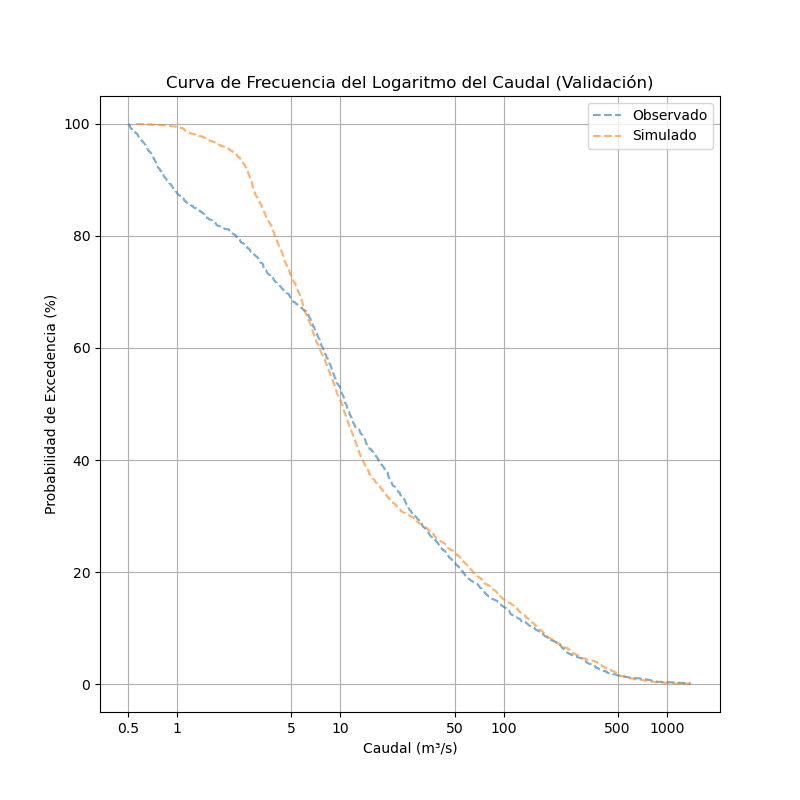 Curva de Frecuencia del Logaritmo del Caudal (Validación)
Observado
Simulado
Probabilidad de Excedencia (%)
100
80
60
40
20
0
0.5 1 5 10 50 100 500 1000
Caudal (m³/s)